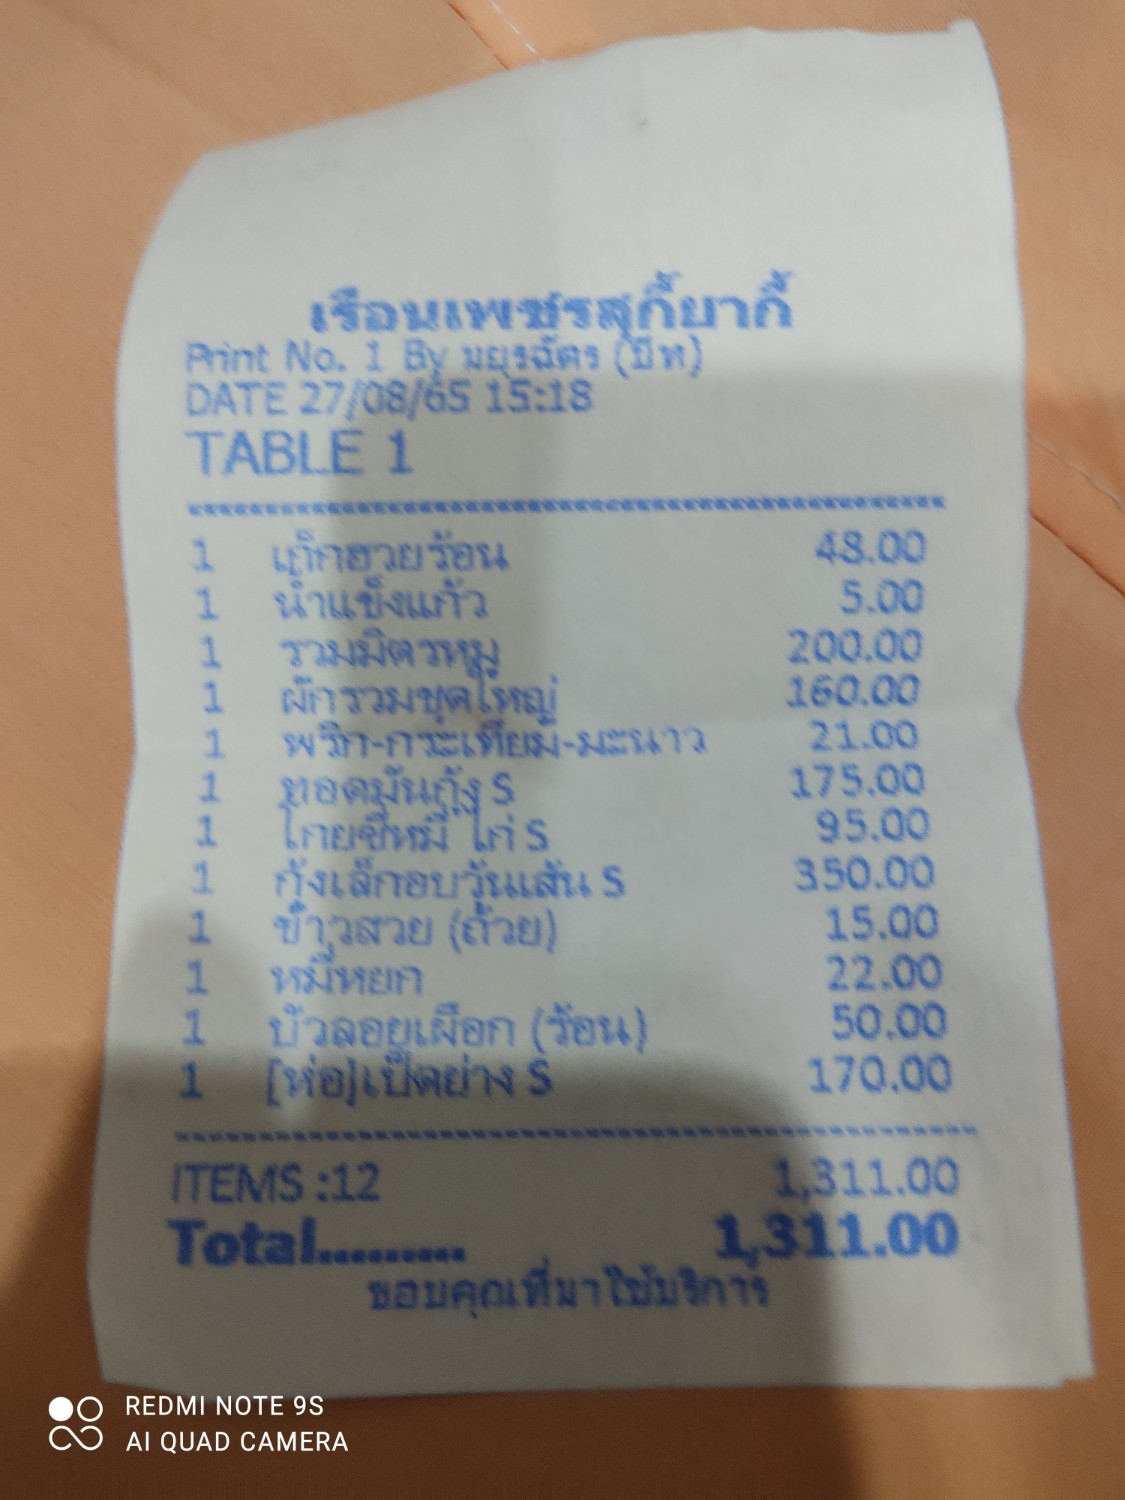 เรือนเพชรสุกี้ยากี้
Print No. 1 By มยุรฉัตร (บีท)
DATE 27/08/65 15:18
TABLE 1
1 เก๊กฮวยร้อน 48.00
1 น้ำแข็งแก้ว 5.00
1 รวมมิตรหมู 200.00
1 ผักรวมชุดใหญ่ 160.00
1 พริก-กระเทียม-มะนาว 21.00
1 ทอดมันกุ้ง S 175.00
1 โกยซีหมี่ ไก่ S 95.00
1 กุ้งเล็กอบวุ้นเส้น S 350.00
1 ข้าวสวย (ถ้วย) 15.00
1 หมี่หยก 22.00
1 บัวลอยเผือก (ร้อน) 50.00
1 [ห่อ]เป็ดย่าง S 170.00
ITEMS :12 1,311.00
Total.......... 1,311.00
ขอบคุณที่มาใช้บริการ
REDMI NOTE 9S
AI QUAD CAMERA